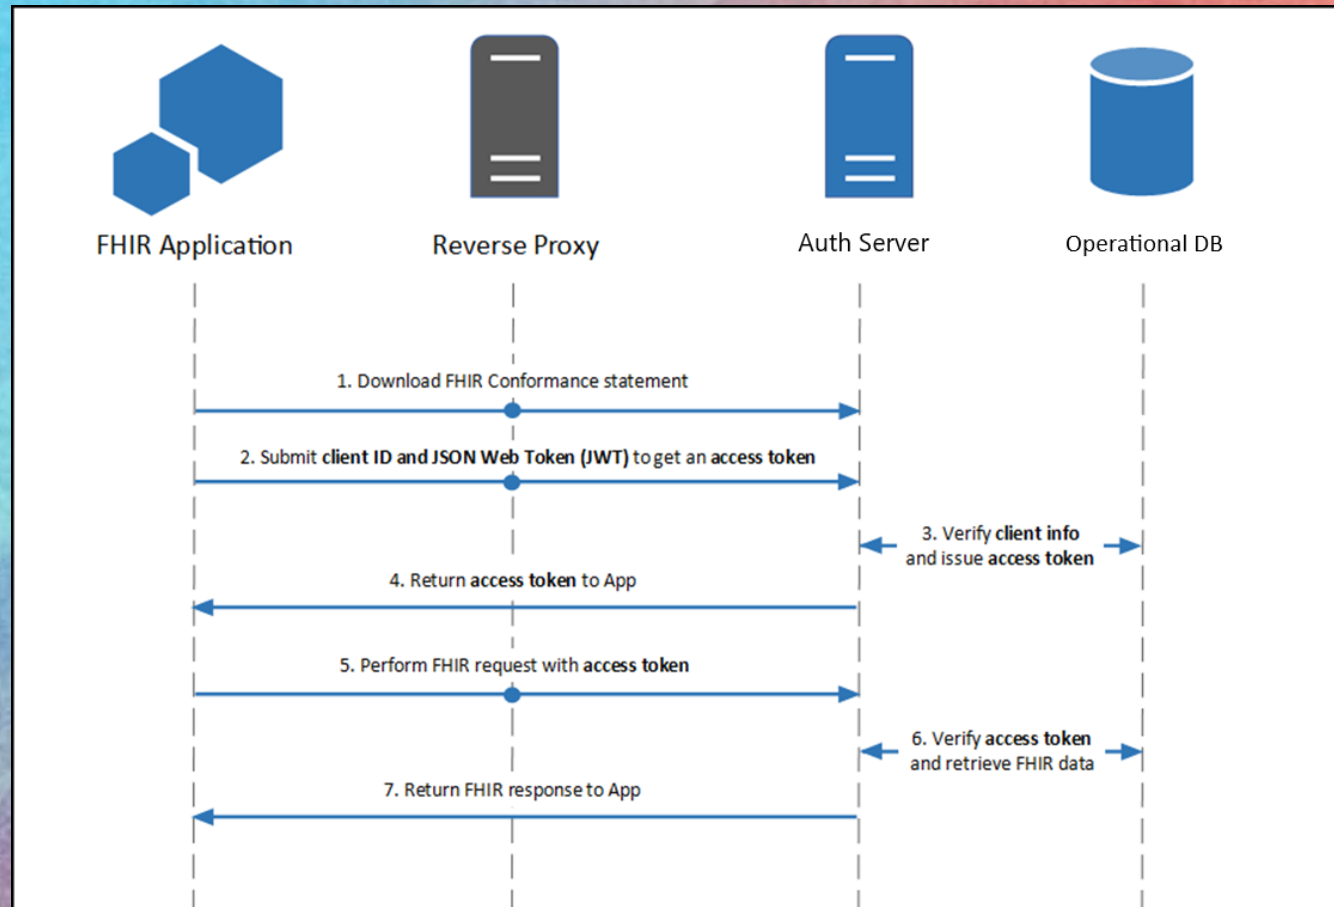 FHIR Application
Reverse Proxy
Auth Server
Operational DB
1. Download FHIR Conformance statement
2. Submit client ID and JSON Web Token (JWT) to get an access token
3. Verify client info
and issue access token
4. Return access token to App
5. Perform FHIR request with access token
6. Verify access token
and retrieve FHIR data
7. Return FHIR response to App